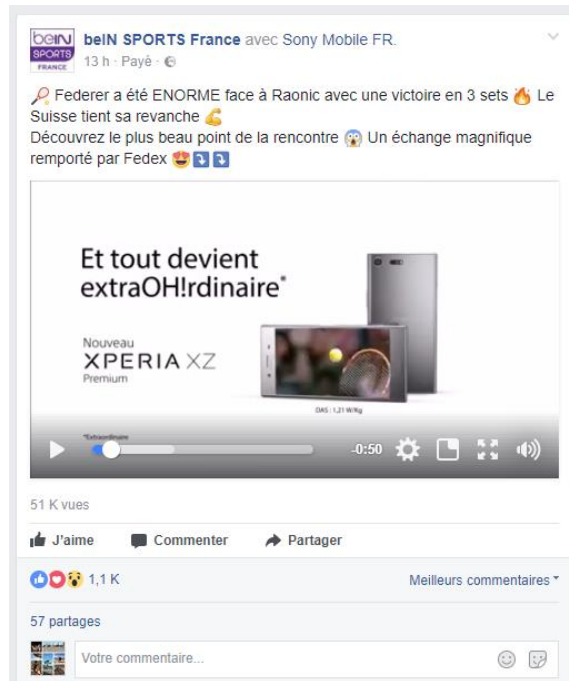 beIN SPORTS FRANCE
beIN SPORTS France avec Sony Mobile FR.
13 h · Payé ·
Federer a été ENORME face à Raonic avec une victoire en 3 sets 🔥 Le
Suisse tient sa revanche 💪
Découvrez le plus beau point de la rencontre 😱 Un échange magnifique
remporté par Fedex 😍⤵⤵
Et tout devient
extraOH!rdinaire*
Nouveau
XPERIA XZ
Premium
DAS : 1,21 W/Kg
*Extraordinaire
-0:50
51 K vues
J'aime Commenter Partager
1,1 K Meilleurs commentaires
57 partages
Votre commentaire...